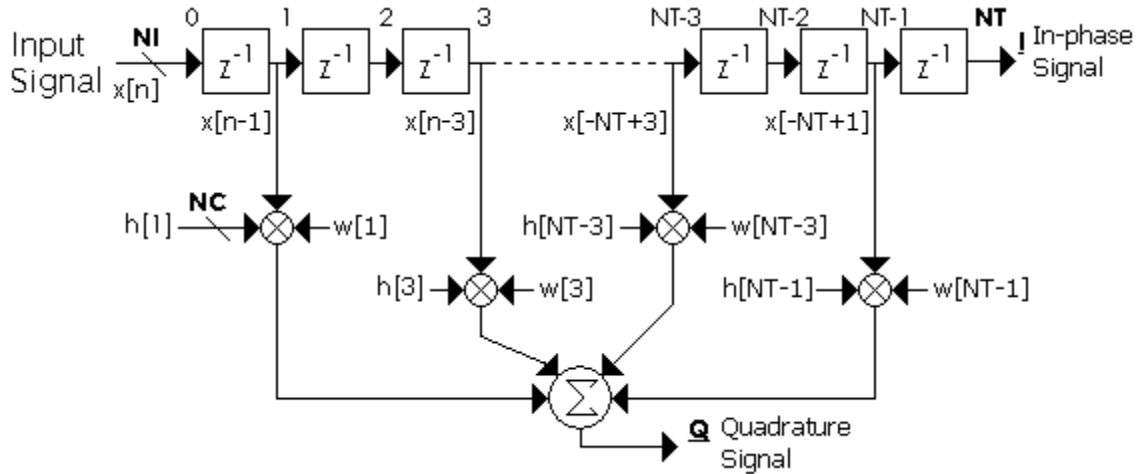 0 1 2 3 NT-3 NT-2 NT-1 NT
Input
Signal
NI
x[n]
z⁻¹ z⁻¹ z⁻¹ z⁻¹ z⁻¹ z⁻¹
I In-phase
Signal
x[n-1] x[n-3] x[-NT+3] x[-NT+1]
NC
h[1] w[1] h[NT-3] w[NT-3]
h[3] w[3] h[NT-1] w[NT-1]
Σ
Q Quadrature
Signal